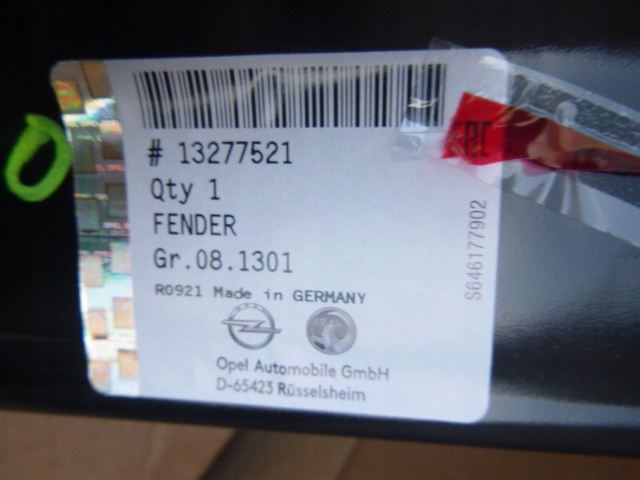 # 13277521
Qty 1
FENDER
Gr.08.1301
R0921 Made in GERMANY
Opel Automobile GmbH
D-65423 Rüsselsheim
S646177902